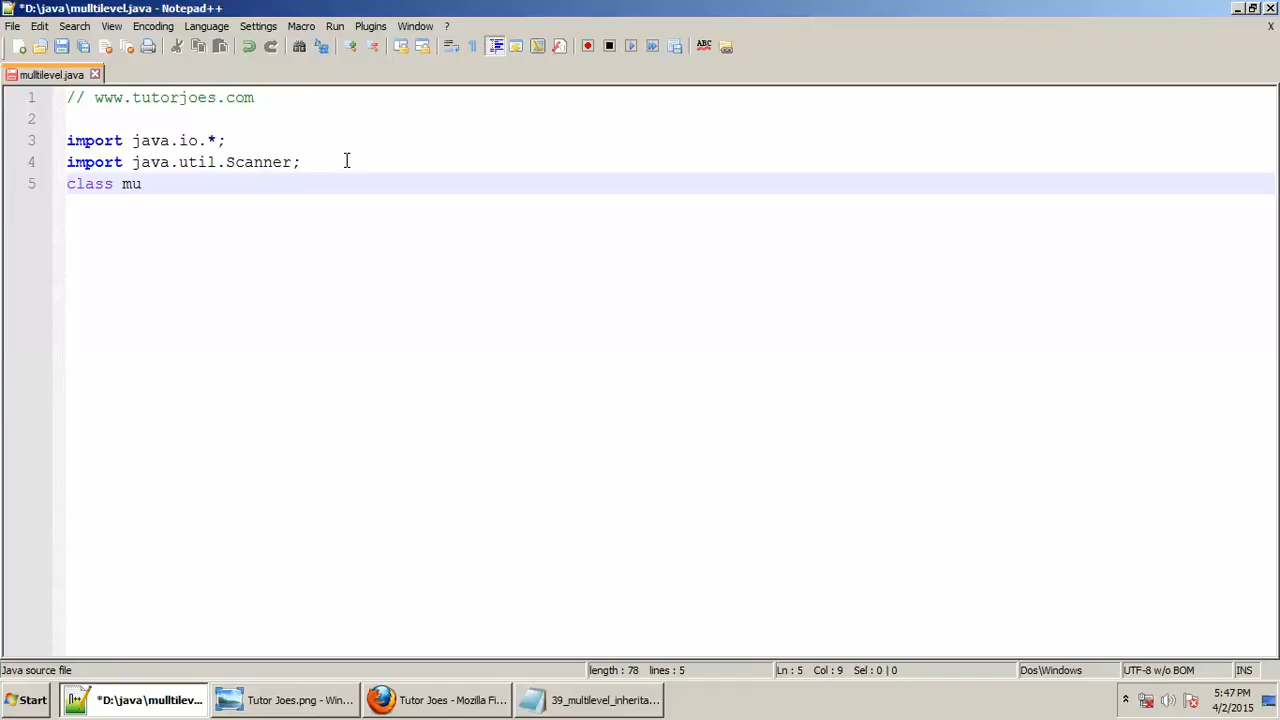 *D:\java\mulltilevel.java - Notepad++
File Edit Search View Encoding Language Settings Macro Run Plugins Window ? X
mulltilevel.java
1 // www.tutorjoes.com
2
3 import java.io.*;
4 import java.util.Scanner;
5 class mu
Java source file length : 78 lines : 5 Ln : 5 Col : 9 Sel : 0 | 0 Dos\Windows UTF-8 w/o BOM INS
Start *D:\java\mulltilev... Tutor Joes.png - Win... Tutor Joes - Mozilla Fi... 39_multilevel_inherita... 5:47 PM
4/2/2015